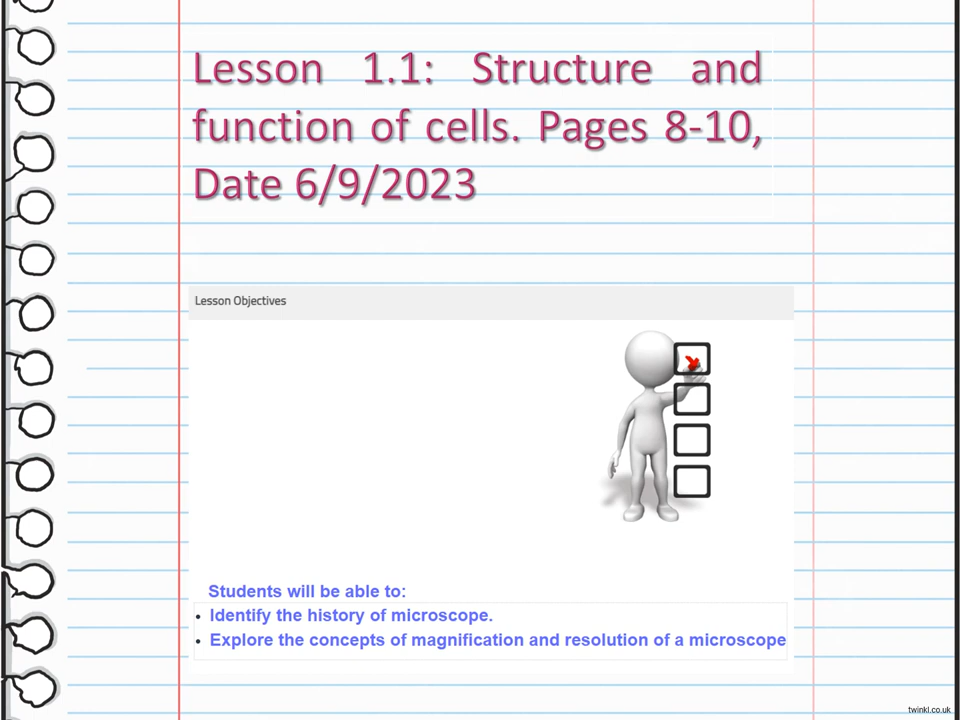 Lesson 1.1: Structure and
function of cells. Pages 8-10,
Date 6/9/2023
Lesson Objectives
Students will be able to:
• Identify the history of microscope.
• Explore the concepts of magnification and resolution of a microscope
twinkl.co.uk